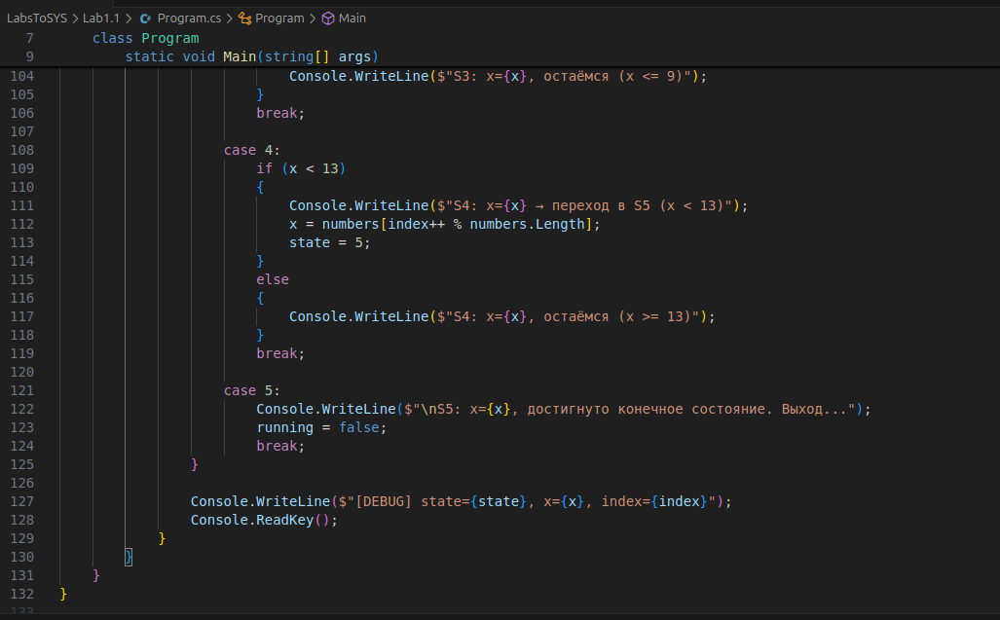 LabsToSYS > Lab1.1 > Program.cs > Program > Main
7 class Program
9 static void Main(string[] args)
104 Console.WriteLine($"S3: x={x}, остаёмся (x <= 9)");
105 }
106 break;
107
108 case 4:
109 if (x < 13)
110 {
111 Console.WriteLine($"S4: x={x} → переход в S5 (x < 13)");
112 x = numbers[index++ % numbers.Length];
113 state = 5;
114 }
115 else
116 {
117 Console.WriteLine($"S4: x={x}, остаёмся (x >= 13)");
118 }
119 break;
120
121 case 5:
122 Console.WriteLine($"\nS5: x={x}, достигнуто конечное состояние. Выход...");
123 running = false;
124 break;
125 }
126
127 Console.WriteLine($"[DEBUG] state={state}, x={x}, index={index}");
128 Console.ReadKey();
129 }
130 }
131 }
132 }
133